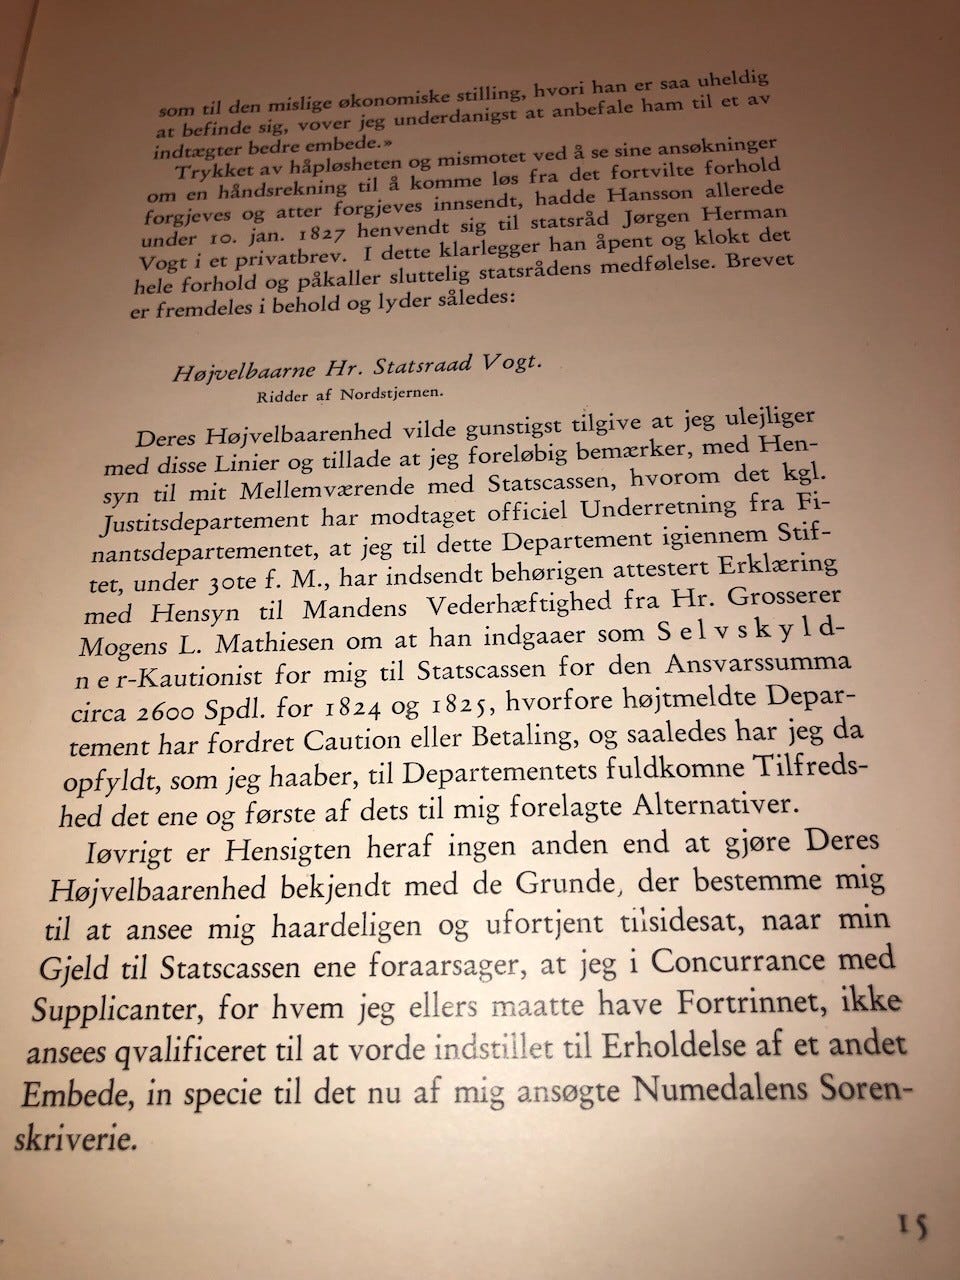 som til den mislige økonomiske stilling, hvori han er saa uheldig
at befinde sig, vover jeg underdanigst at anbefale ham til et av
indtægter bedre embede.»
Trykket av håpløsheten og mismotet ved å se sine ansøkninger
om en håndsrekning til å komme løs fra det fortvilte forhold
forgjeves og atter forgjeves innsendt, hadde Hansson allerede
under 10. jan. 1827 henvendt sig til statsråd Jørgen Herman
Vogt i et privatbrev. I dette klarlegger han åpent og klokt det
hele forhold og påkaller sluttelig statsrådens medfølelse. Brevet
er fremdeles i behold og lyder således:
Højvelbaarne Hr. Statsraad Vogt.
Ridder af Nordstjernen.
Deres Højvelbaarenhed vilde gunstigst tilgive at jeg ulejliger
med disse Linier og tillade at jeg foreløbig bemærker, med Hen-
syn til mit Mellemværende med Statscassen, hvorom det kgl.
Justitsdepartement har modtaget officiel Underretning fra Fi-
nantsdepartementet, at jeg til dette Departement igiennem Stif-
tet, under 30te f. M., har indsendt behørigen attestert Erklæring
med Hensyn til Mandens Vederhæftighed fra Hr. Grosserer
Mogens L. Mathiesen om at han indgaaer som Selvskyld-
ner-Kautionist for mig til Statscassen for den Ansvarssumma
circa 2600 Spdl. for 1824 og 1825, hvorfore højtmeldte Depar-
tement har fordret Caution eller Betaling, og saaledes har jeg da
opfyldt, som jeg haaber, til Departementets fuldkomne Tilfreds-
hed det ene og første af dets til mig forelagte Alternativer.
Iøvrigt er Hensigten heraf ingen anden end at gjøre Deres
Højvelbaarenhed bekjendt med de Grunde, der bestemme mig
til at ansee mig haardeligen og ufortjent tilsidesat, naar min
Gjeld til Statscassen ene foraarsager, at jeg i Concurrance med
Supplicanter, for hvem jeg ellers maatte have Fortrinnet, ikke
ansees qvalificeret til at vorde indstillet til Erholdelse af et andet
Embede, in specie til det nu af mig ansøgte Numedalens Soren-
skriverie.
15